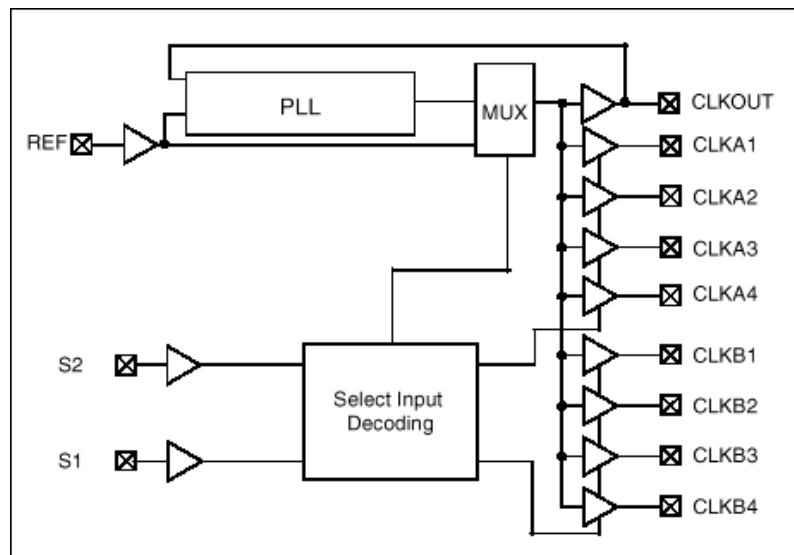 PLL
MUX
CLKOUT
REF
CLKA1
CLKA2
CLKA3
CLKA4
S2
CLKB1
Select Input
Decoding
CLKB2
S1
CLKB3
CLKB4